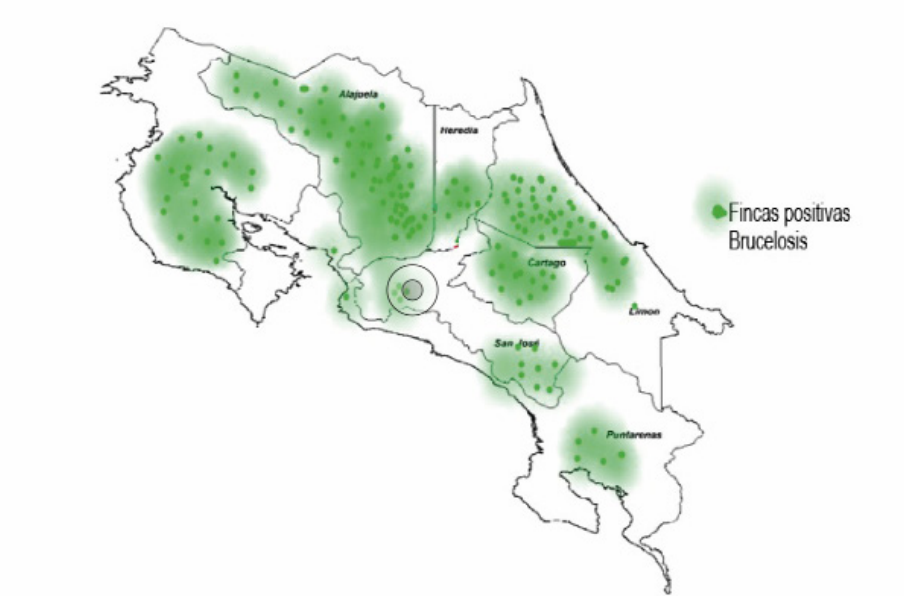 Alajuela
Heredia
Fincas positivas
Brucelosis
Cartago
Limon
San José
Puntarenas